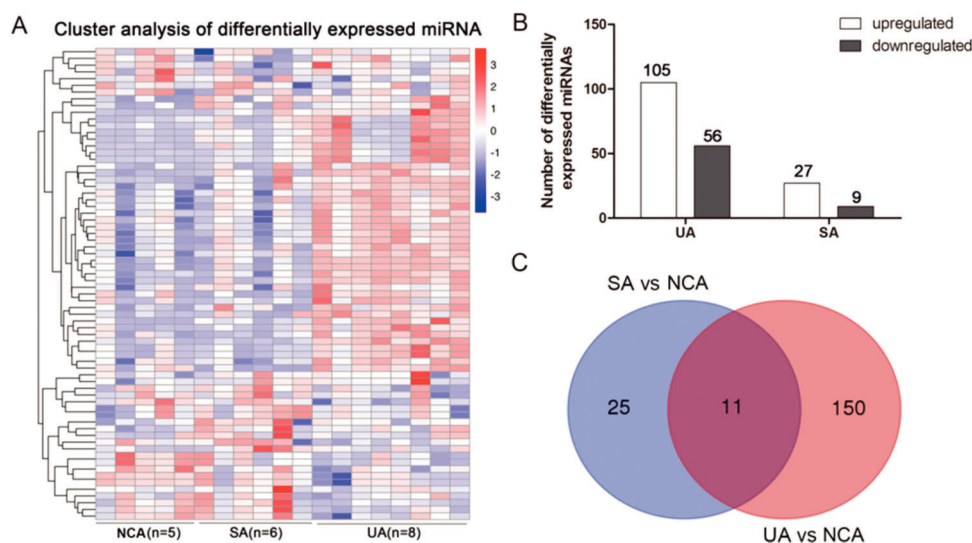 A
Cluster analysis of differentially expressed miRNA
3
2
1
0
-1
-2
-3
NCA(n=5)
SA(n=6)
UA(n=8)
B
Number of differentially
expressed miRNAs
150
100
50
0
105
56
27
9
UA
SA
upregulated
downregulated
C
SA vs NCA
25
11
150
UA vs NCA